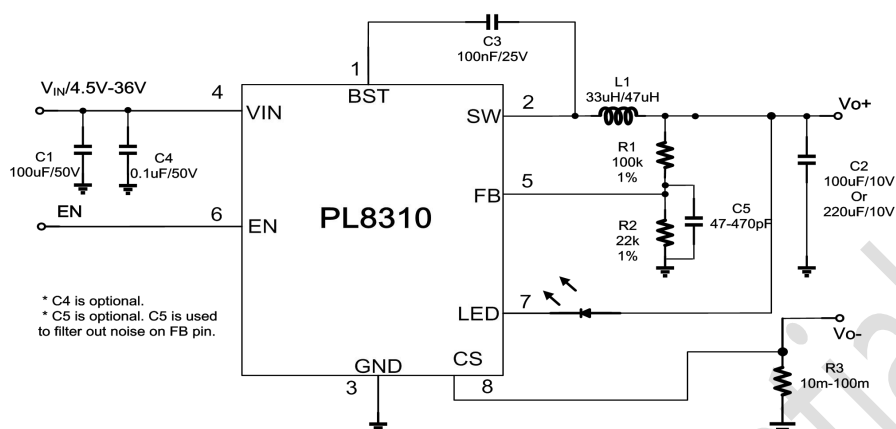 C3
100nF/25V
1
BST
VIN/4.5V-36V
4
VIN
L1
33uH/47uH
Vo+
SW
2
C1
100uF/50V
C4
0.1uF/50V
R1
100k
1%
C2
100uF/10V
Or
220uF/10V
FB
5
EN
6
EN
PL8310
R2
22k
1%
C5
47-470pF
* C4 is optional.
* C5 is optional. C5 is used
to filter out noise on FB pin.
LED
7
Vo-
GND
3
CS
8
R3
10m-100m